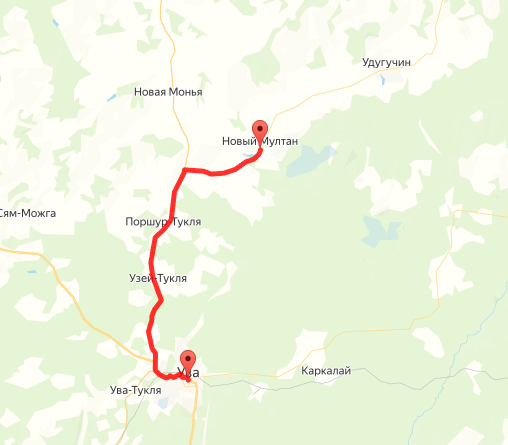 Удугучин
Новая Монья
Новый Мултан
Сям-Можга
Поршур-Тукля
Узей-Тукля
Ува
Каркалай
Ува-Тукля